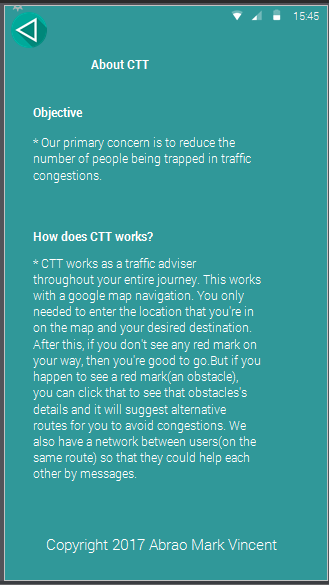 15:45
About CTT
Objective
* Our primary concern is to reduce the
number of people being trapped in traffic
congestions.
How does CTT works?
* CTT works as a traffic adviser
throughout your entire journey. This works
with a google map navigation. You only
needed to enter the location that you're in
on the map and your desired destination.
After this, if you don't see any red mark on
your way, then you're good to go.But if you
happen to see a red mark(an obstacle),
you can click that to see that obstacles's
details and it will suggest alternative
routes for you to avoid congestions. We
also have a network between users(on the
same route) so that they could help each
other by messages.
Copyright 2017 Abrao Mark Vincent